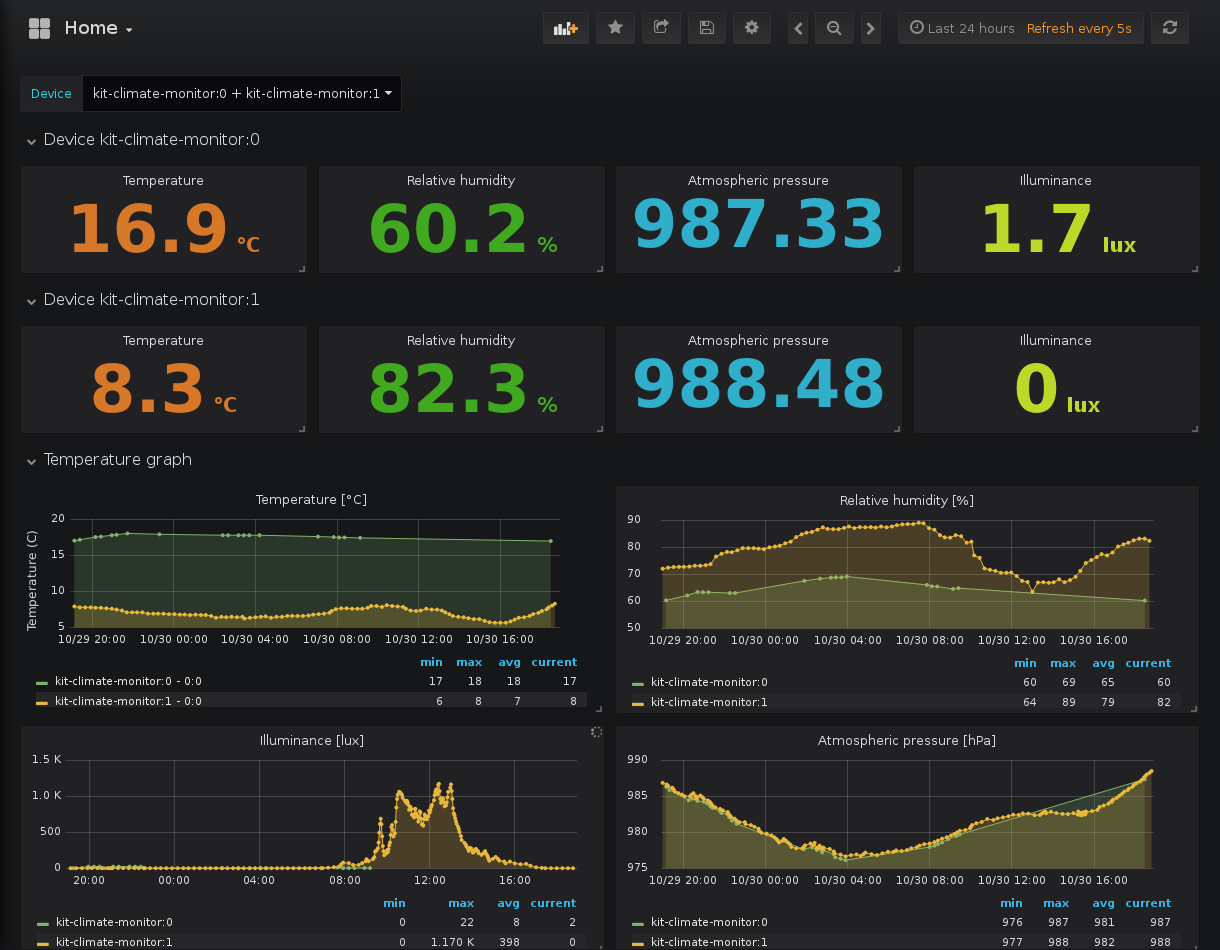 Home
Last 24 hours Refresh every 5s
Device kit-climate-monitor:0 + kit-climate-monitor:1
Device kit-climate-monitor:0
Temperature Relative humidity Atmospheric pressure Illuminance
16.9 °C 60.2 % 987.33 1.7 lux
Device kit-climate-monitor:1
Temperature Relative humidity Atmospheric pressure Illuminance
8.3 °C 82.3 % 988.48 0 lux
Temperature graph
Temperature [°C]
Temperature (C)
20
15
10
5
10/29 20:00 10/30 00:00 10/30 04:00 10/30 08:00 10/30 12:00 10/30 16:00
min max avg current
kit-climate-monitor:0 - 0:0 17 18 18 17
kit-climate-monitor:1 - 0:0 6 8 7 8
Relative humidity [%]
90
80
70
60
50
10/29 20:00 10/30 00:00 10/30 04:00 10/30 08:00 10/30 12:00 10/30 16:00
min max avg current
kit-climate-monitor:0 60 69 65 60
kit-climate-monitor:1 64 89 79 82
Illuminance [lux]
1.5 K
1.0 K
500
0
20:00 00:00 04:00 08:00 12:00 16:00
min max avg current
kit-climate-monitor:0 0 22 8 2
kit-climate-monitor:1 0 1.170 K 398 0
Atmospheric pressure [hPa]
990
985
980
975
10/29 20:00 10/30 00:00 10/30 04:00 10/30 08:00 10/30 12:00 10/30 16:00
min max avg current
kit-climate-monitor:0 976 987 981 987
kit-climate-monitor:1 977 988 982 988